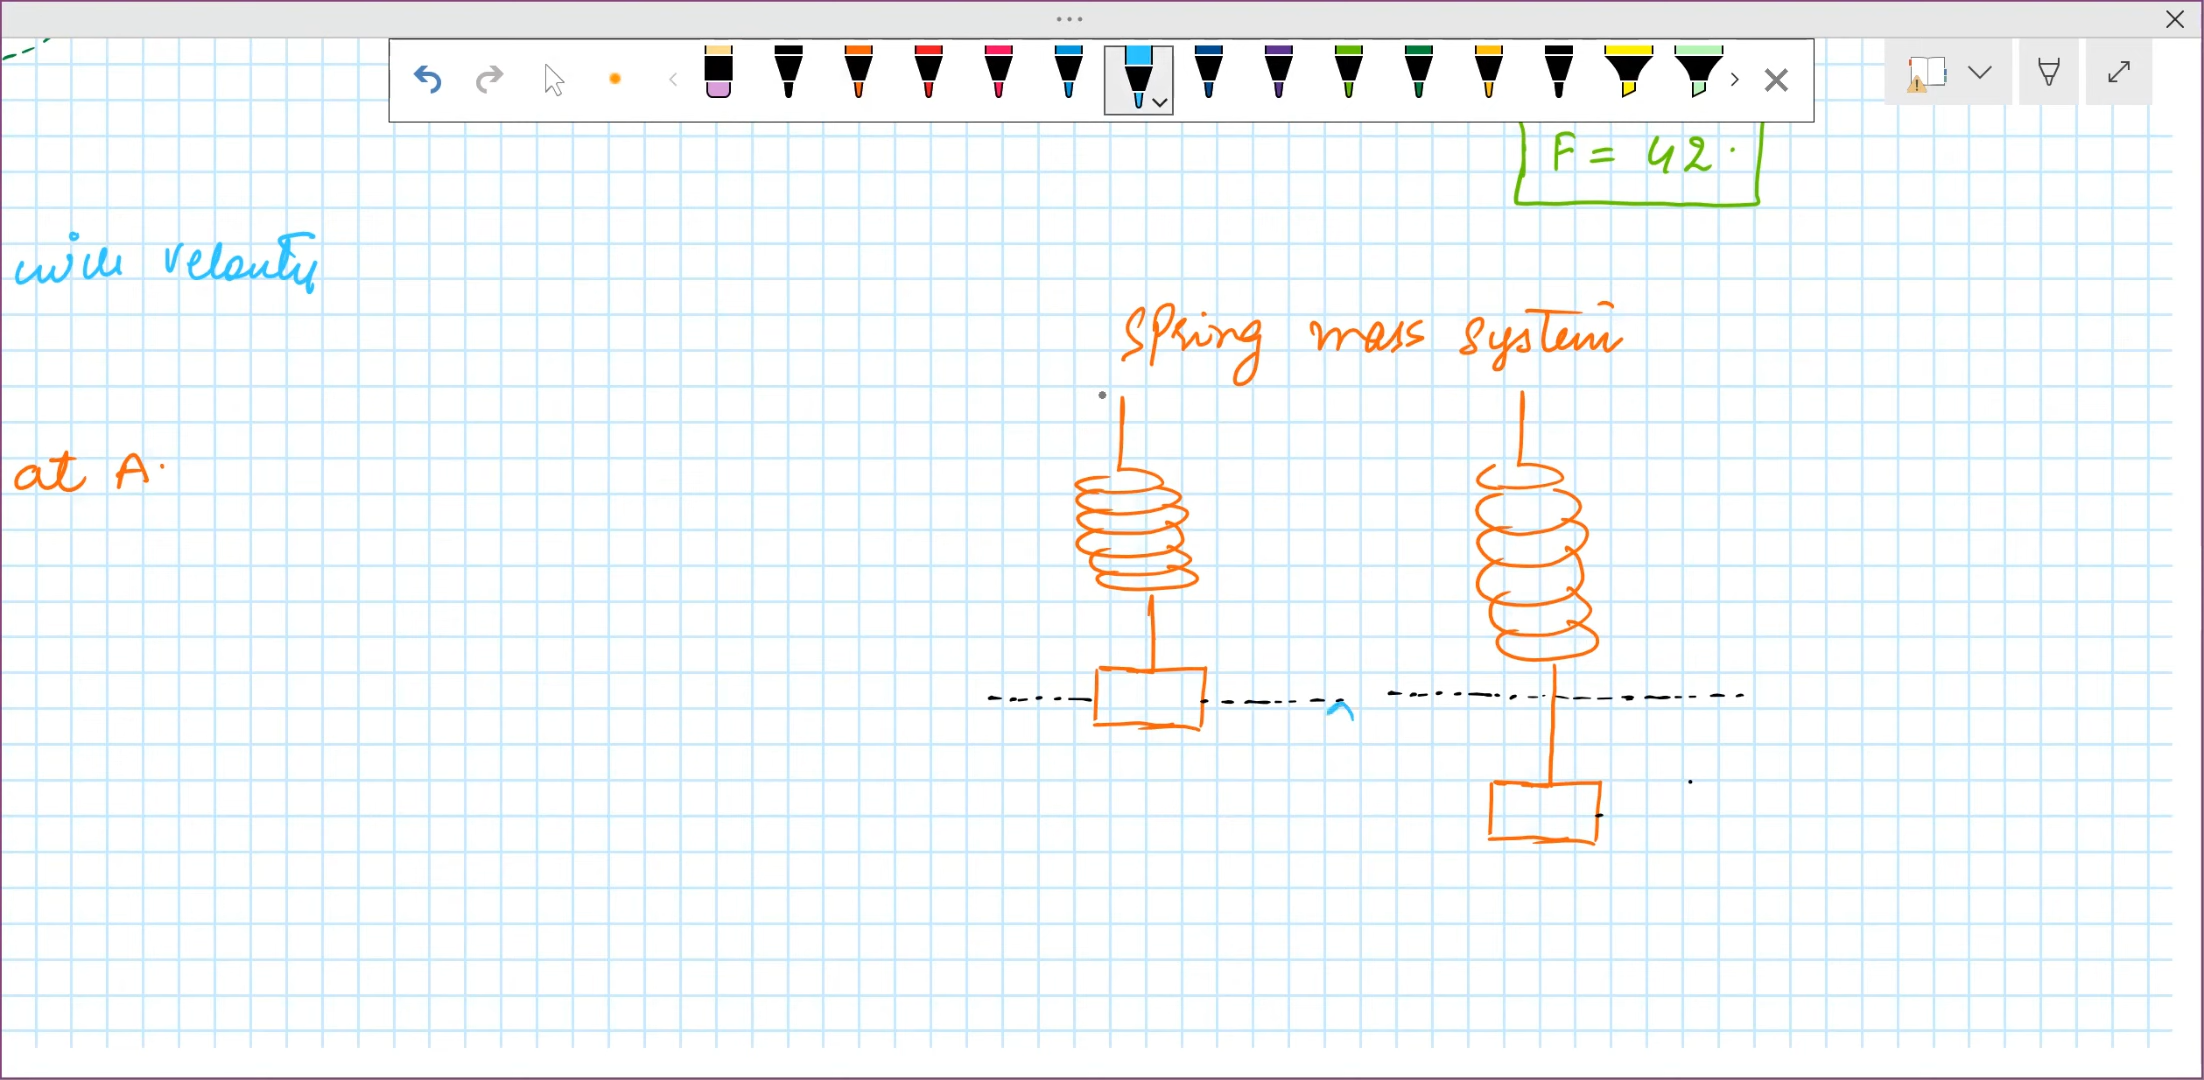 F = 42.
with velocity
Spring mass system
at A.